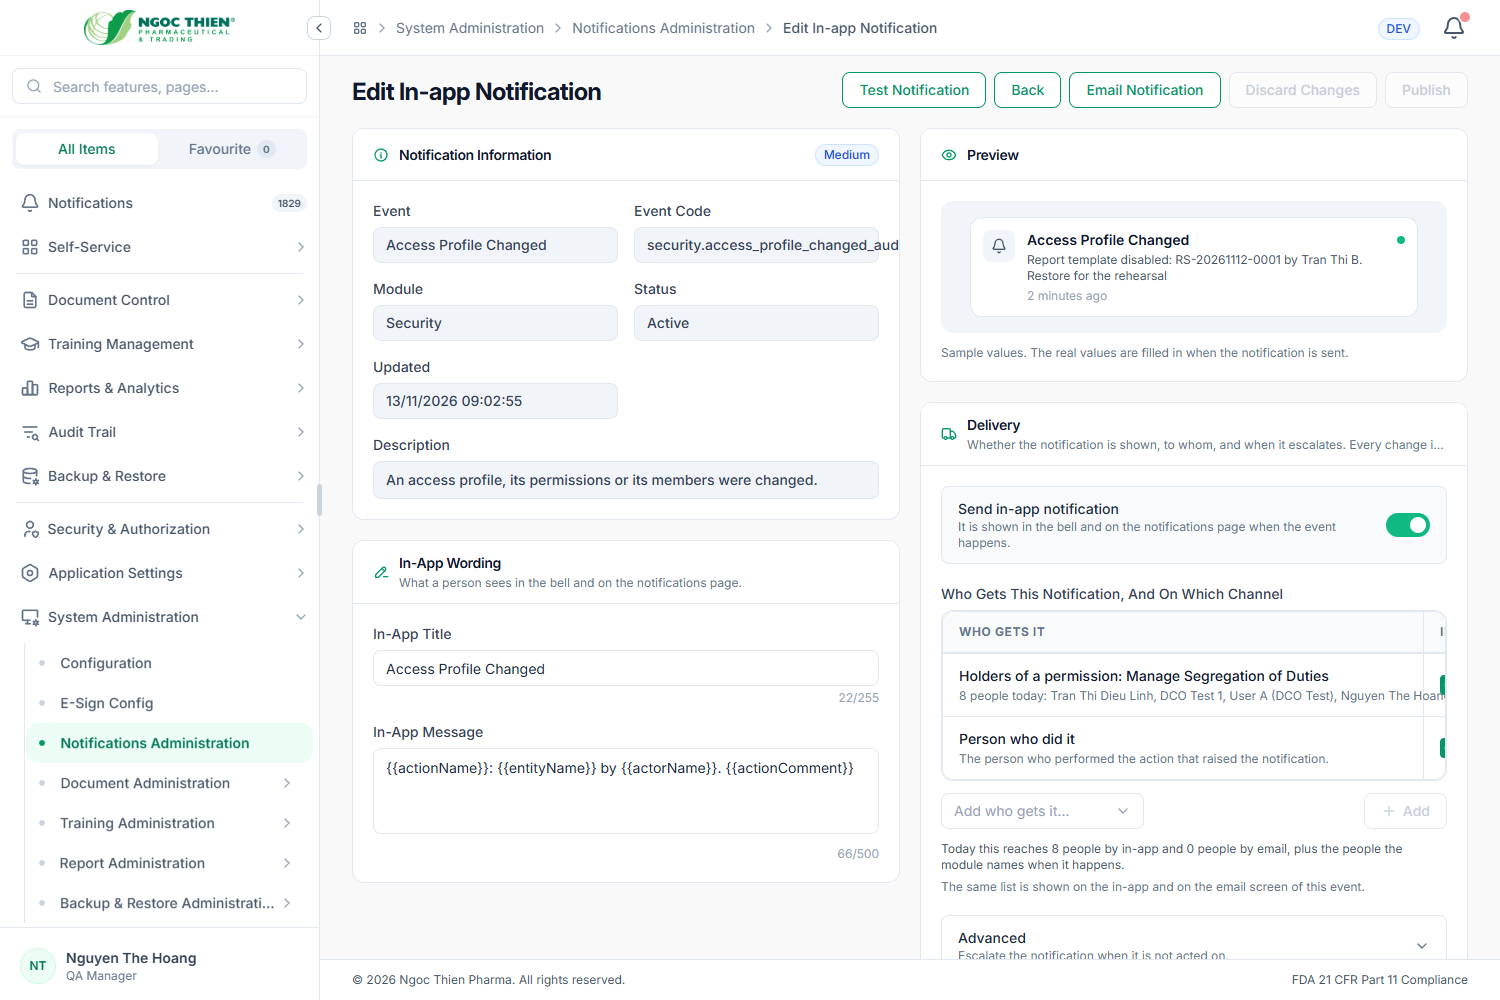 NGOC THIEN®
PHARMACEUTICAL
& TRADING
System Administration
Notifications Administration
Edit In-app Notification
DEV
Search features, pages...
All Items
Favourite 0
Notifications 1829
Self-Service
Document Control
Training Management
Reports & Analytics
Audit Trail
Backup & Restore
Security & Authorization
Application Settings
System Administration
Configuration
E-Sign Config
Notifications Administration
Document Administration
Training Administration
Report Administration
Backup & Restore Administrati...
NT
Nguyen The Hoang
QA Manager
Edit In-app Notification
Test Notification
Back
Email Notification
Discard Changes
Publish
Notification Information
Medium
Event
Event Code
Access Profile Changed
security.access_profile_changed_aud
Module
Status
Security
Active
Updated
13/11/2026 09:02:55
Description
An access profile, its permissions or its members were changed.
In-App Wording
What a person sees in the bell and on the notifications page.
In-App Title
Access Profile Changed
22/255
In-App Message
{{actionName}}: {{entityName}} by {{actorName}}. {{actionComment}}
66/500
Preview
Access Profile Changed
Report template disabled: RS-20261112-0001 by Tran Thi B.
Restore for the rehearsal
2 minutes ago
Sample values. The real values are filled in when the notification is sent.
Delivery
Whether the notification is shown, to whom, and when it escalates. Every change i...
Send in-app notification
It is shown in the bell and on the notifications page when the event
happens.
Who Gets This Notification, And On Which Channel
WHO GETS IT
Holders of a permission: Manage Segregation of Duties
8 people today: Tran Thi Dieu Linh, DCO Test 1, User A (DCO Test), Nguyen The Hoang
Person who did it
The person who performed the action that raised the notification.
Add who gets it...
Add
Today this reaches 8 people by in-app and 0 people by email, plus the people the
module names when it happens.
The same list is shown on the in-app and on the email screen of this event.
Advanced
Escalate the notification when it is not acted on.
© 2026 Ngoc Thien Pharma. All rights reserved.
FDA 21 CFR Part 11 Compliance